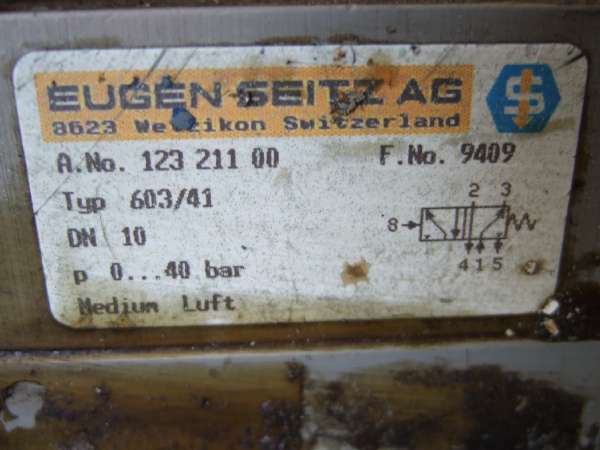 EUGEN SEITZ AG
8623 Wetzikon Switzerland
A.No. 123 211 00 F.No. 9409
Typ 603/41
DN 10
p 0...40 bar
Medium Luft
2 3
8
4 1 5